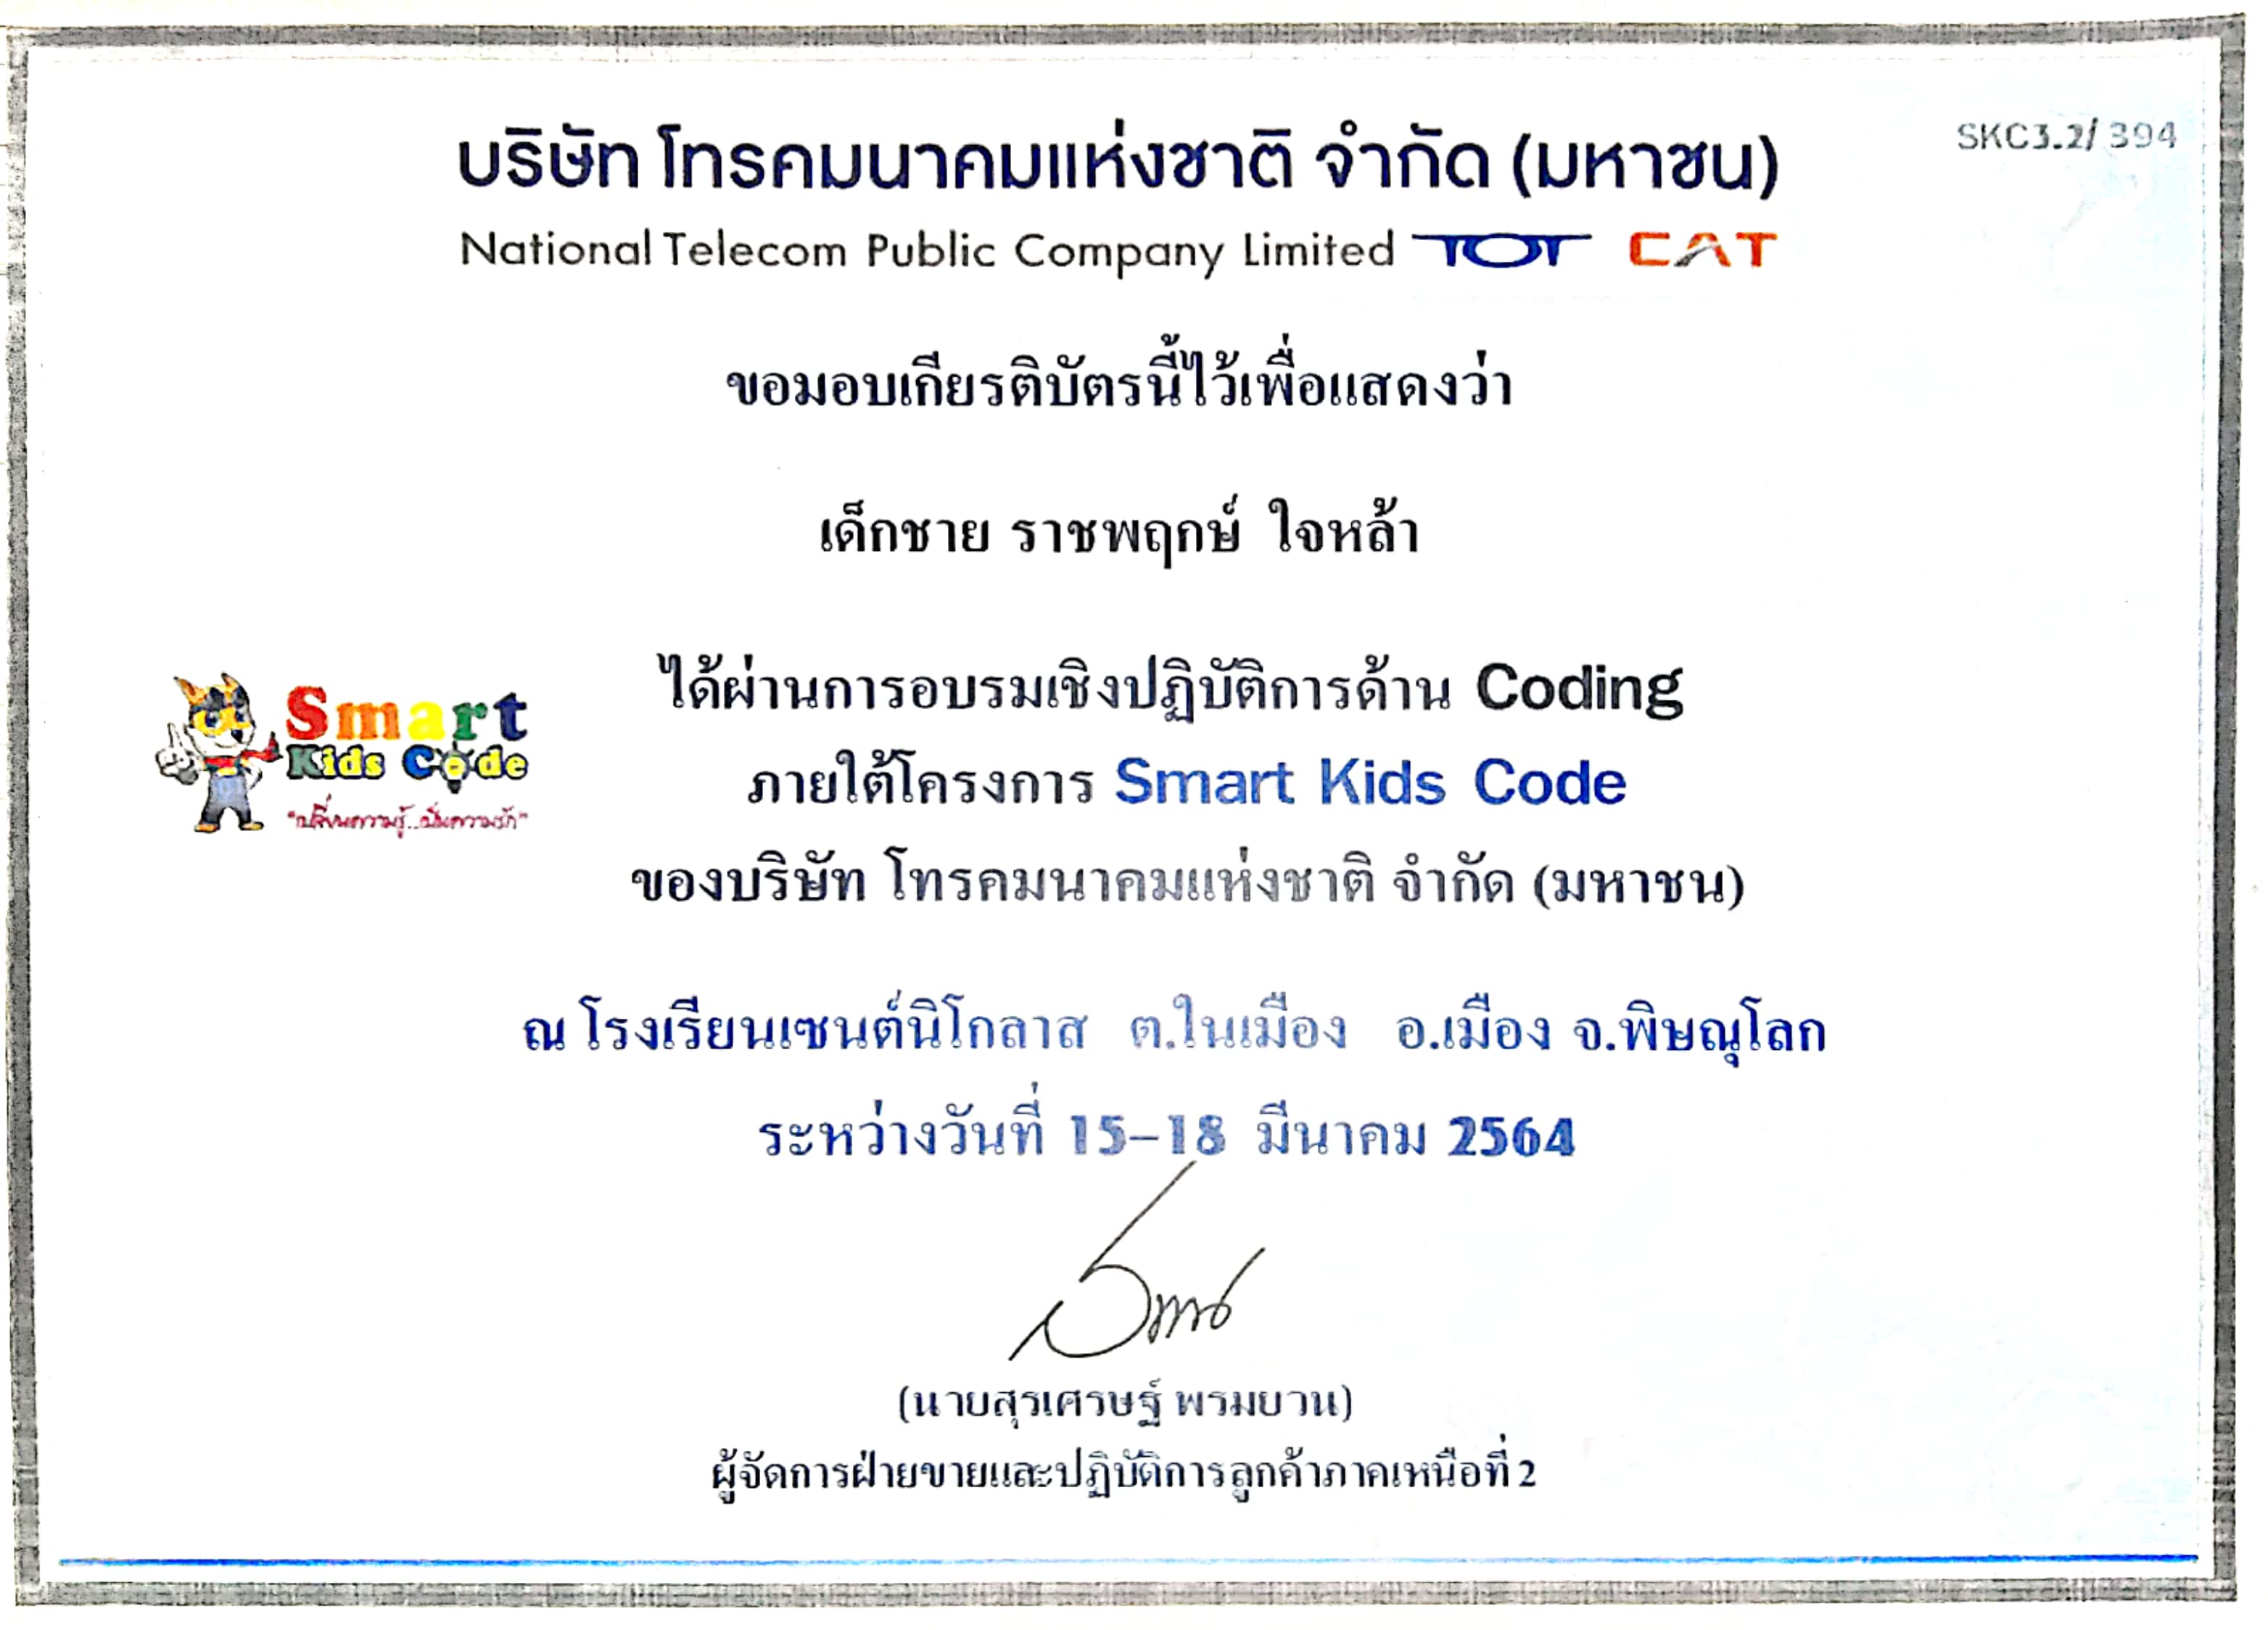 SKC3.2/ 394
บริษัท โทรคมนาคมแห่งชาติ จำกัด (มหาชน)
National Telecom Public Company Limited TOT CAT
ขอมอบเกียรติบัตรนี้ไว้เพื่อแสดงว่า
เด็กชาย ราชพฤกษ์ ใจหล้า
ได้ผ่านการอบรมเชิงปฏิบัติการด้าน Coding
ภายใต้โครงการ Smart Kids Code
ของบริษัท โทรคมนาคมแห่งชาติ จำกัด (มหาชน)
Smart
Kids Code
"เปลี่ยนความรู้..เป็นความรัก"
ณ โรงเรียนเซนต์นิโกลาส ต.ในเมือง อ.เมือง จ.พิษณุโลก
ระหว่างวันที่ 15-18 มีนาคม 2564
(นายสุรเศรษฐ์ พรมยวน)
ผู้จัดการฝ่ายขายและปฏิบัติการลูกค้าภาคเหนือที่ 2